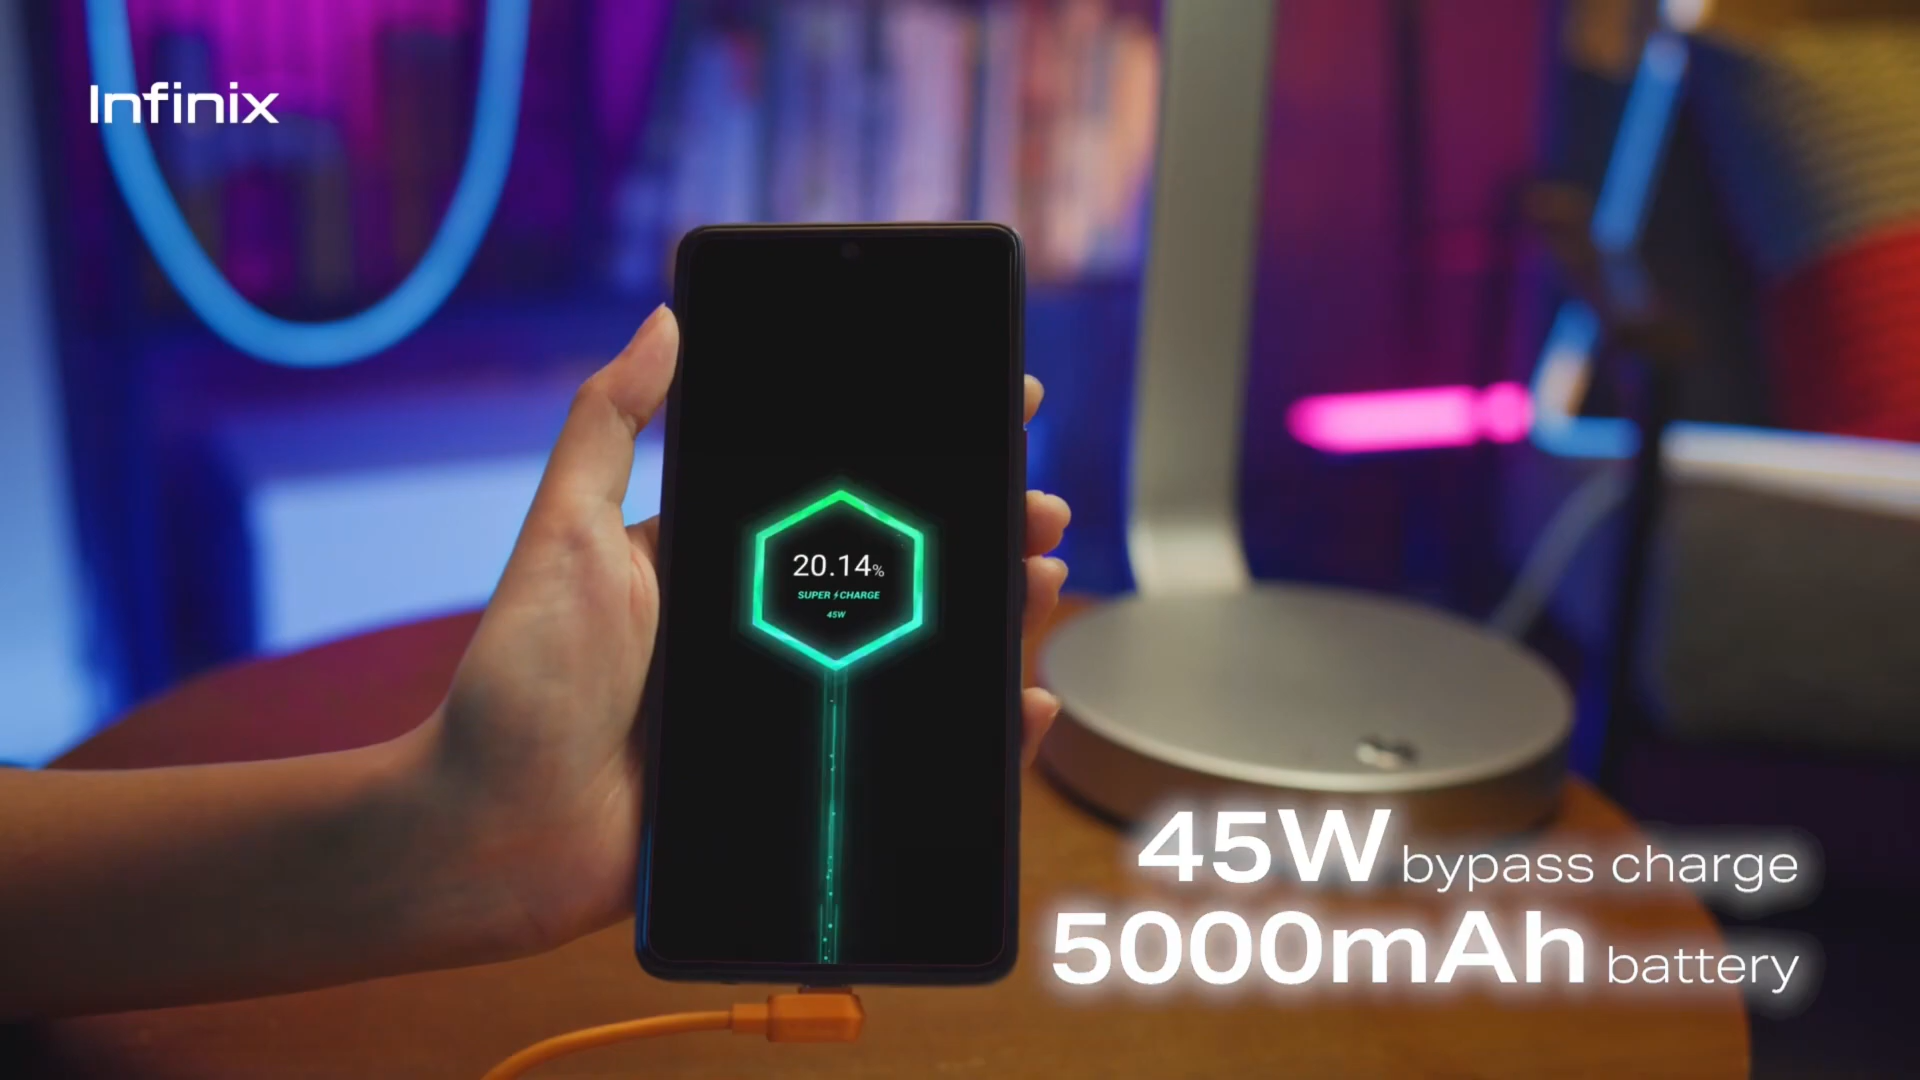 Infinix
20.14%
SUPER CHARGE
45W
45W bypass charge
5000mAh battery